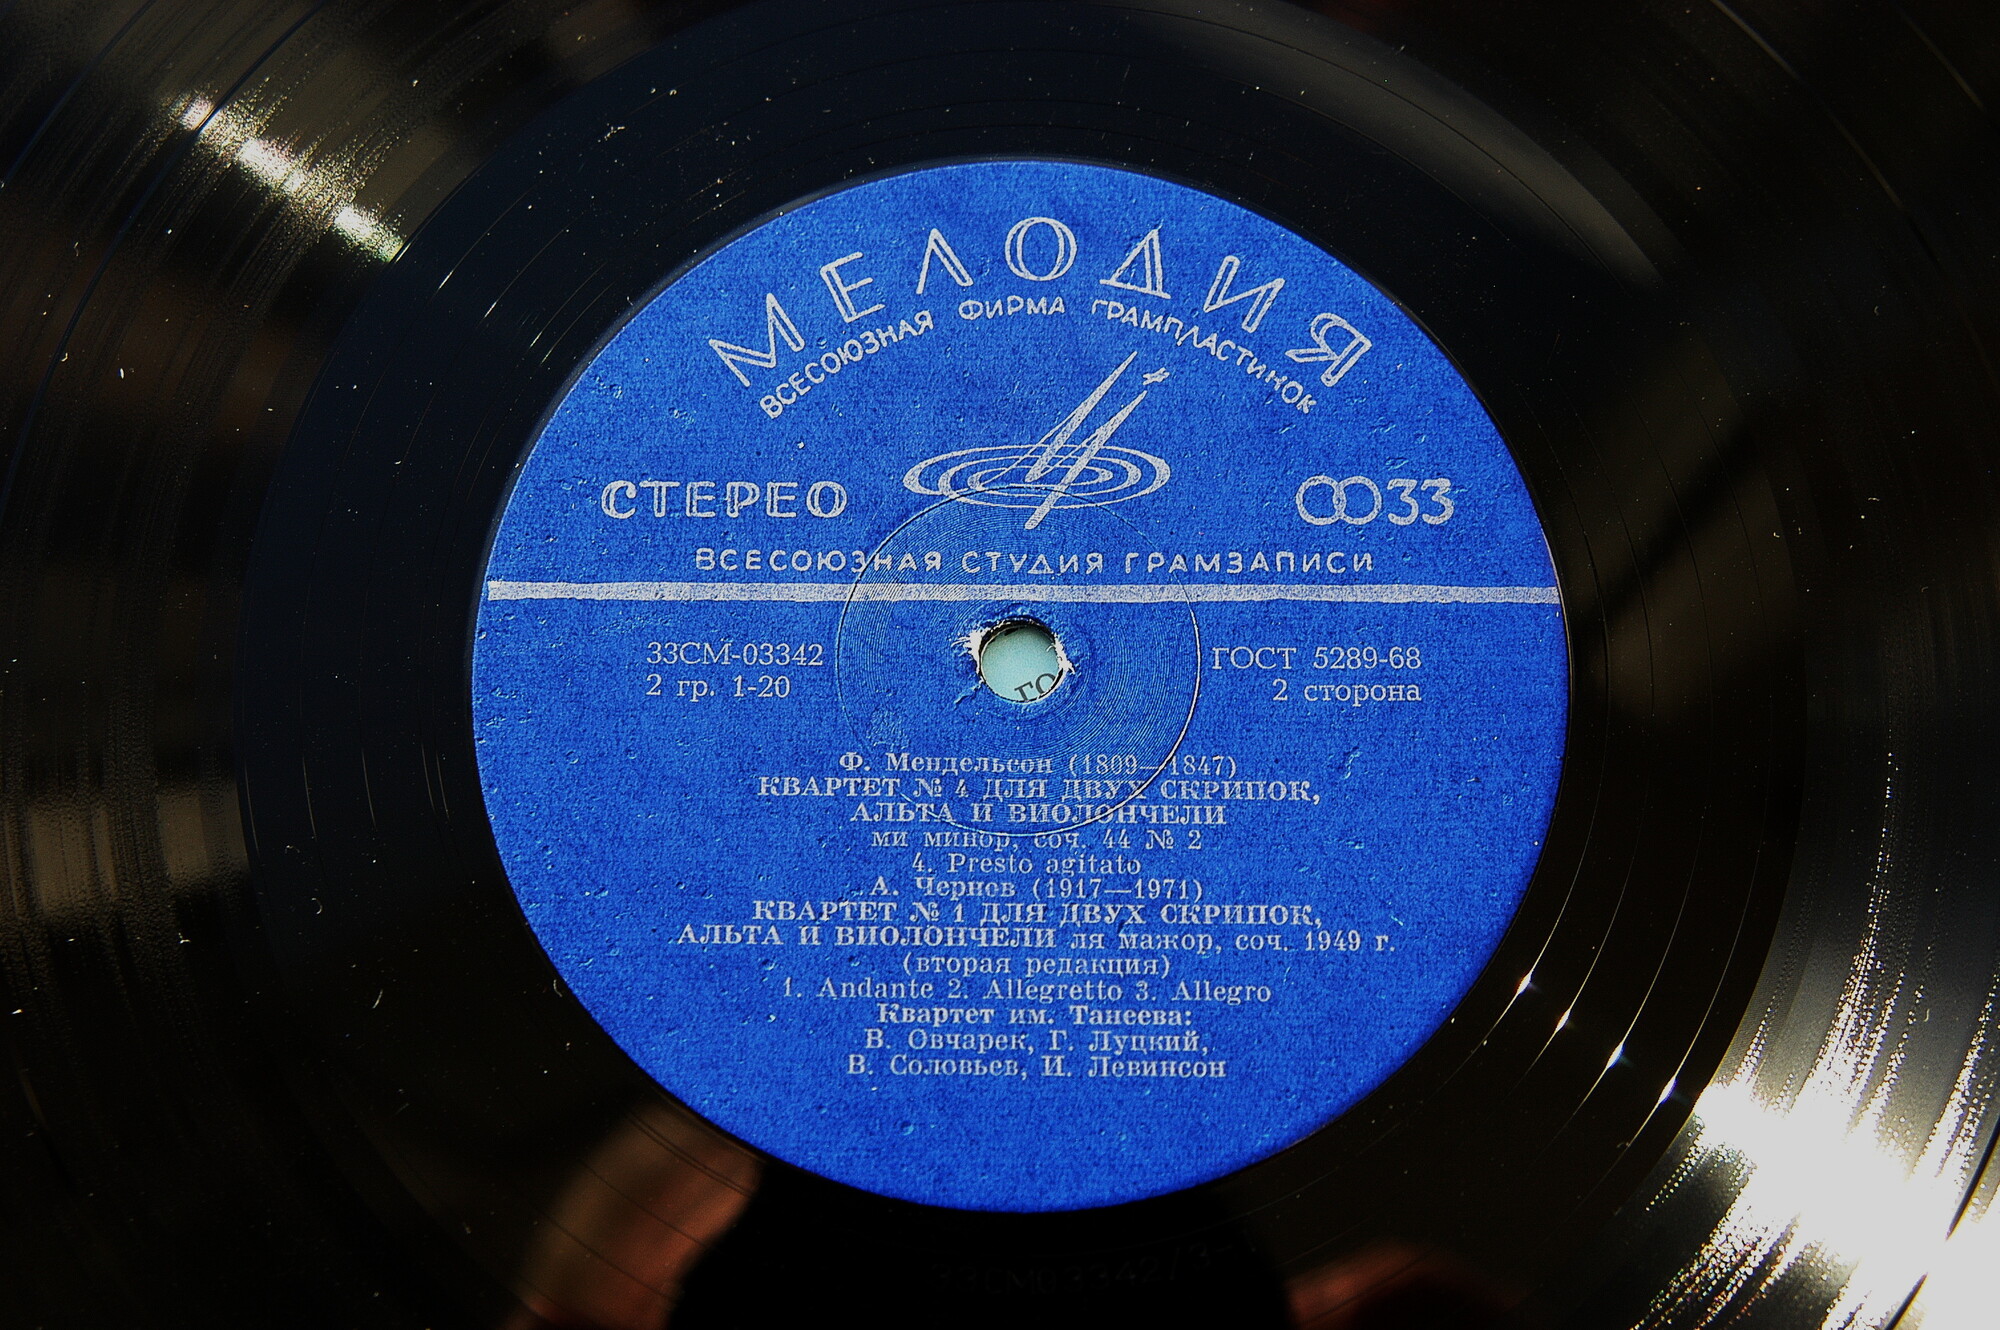 МЕЛОДИЯ
ВСЕСОЮЗНАЯ ФИРМА ГРАМПЛАСТИНОК
СТЕРЕО
33
ВСЕСОЮЗНАЯ СТУДИЯ ГРАМЗАПИСИ
33СМ-03342
ГОСТ 5289-68
2 гр. 1-20
2 сторона
го
Ф. Мендельсон (1809—1847)
КВАРТЕТ № 4 ДЛЯ ДВУХ СКРИПОК,
АЛЬТА И ВИОЛОНЧЕЛИ
ми минор, соч. 44 № 2
4. Presto agitato
А. Чернов (1917—1971)
КВАРТЕТ № 1 ДЛЯ ДВУХ СКРИПОК,
АЛЬТА И ВИОЛОНЧЕЛИ ля мажор, соч. 1949 г.
(вторая редакция)
1. Andante 2. Allegretto 3. Allegro
Квартет им. Танеева:
В. Овчарек, Г. Луцкий,
В. Соловьев, И. Левинсон